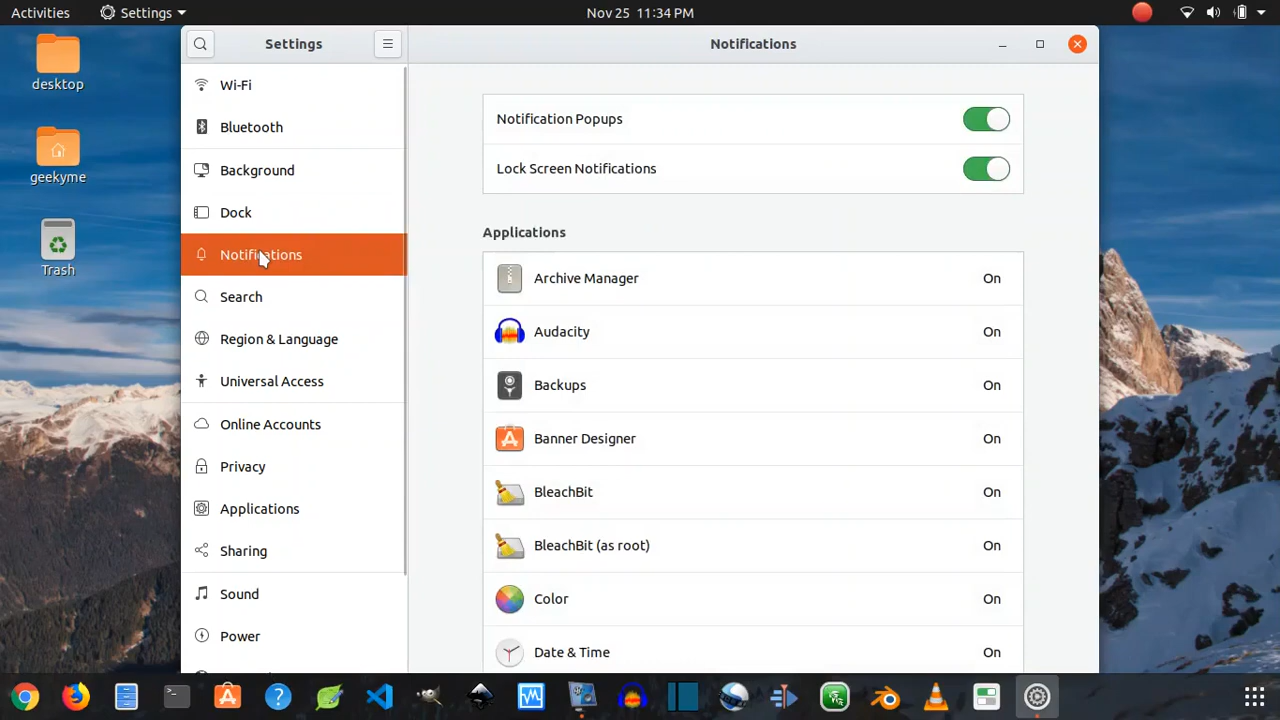 Activities
Settings
Nov 25 11:34 PM
desktop
geekyme
Trash
Settings
Notifications
Wi-Fi
Bluetooth
Background
Dock
Notifications
Search
Region & Language
Universal Access
Online Accounts
Privacy
Applications
Sharing
Sound
Power
Notification Popups
Lock Screen Notifications
Applications
Archive Manager On
Audacity On
Backups On
Banner Designer On
BleachBit On
BleachBit (as root) On
Color On
Date & Time On